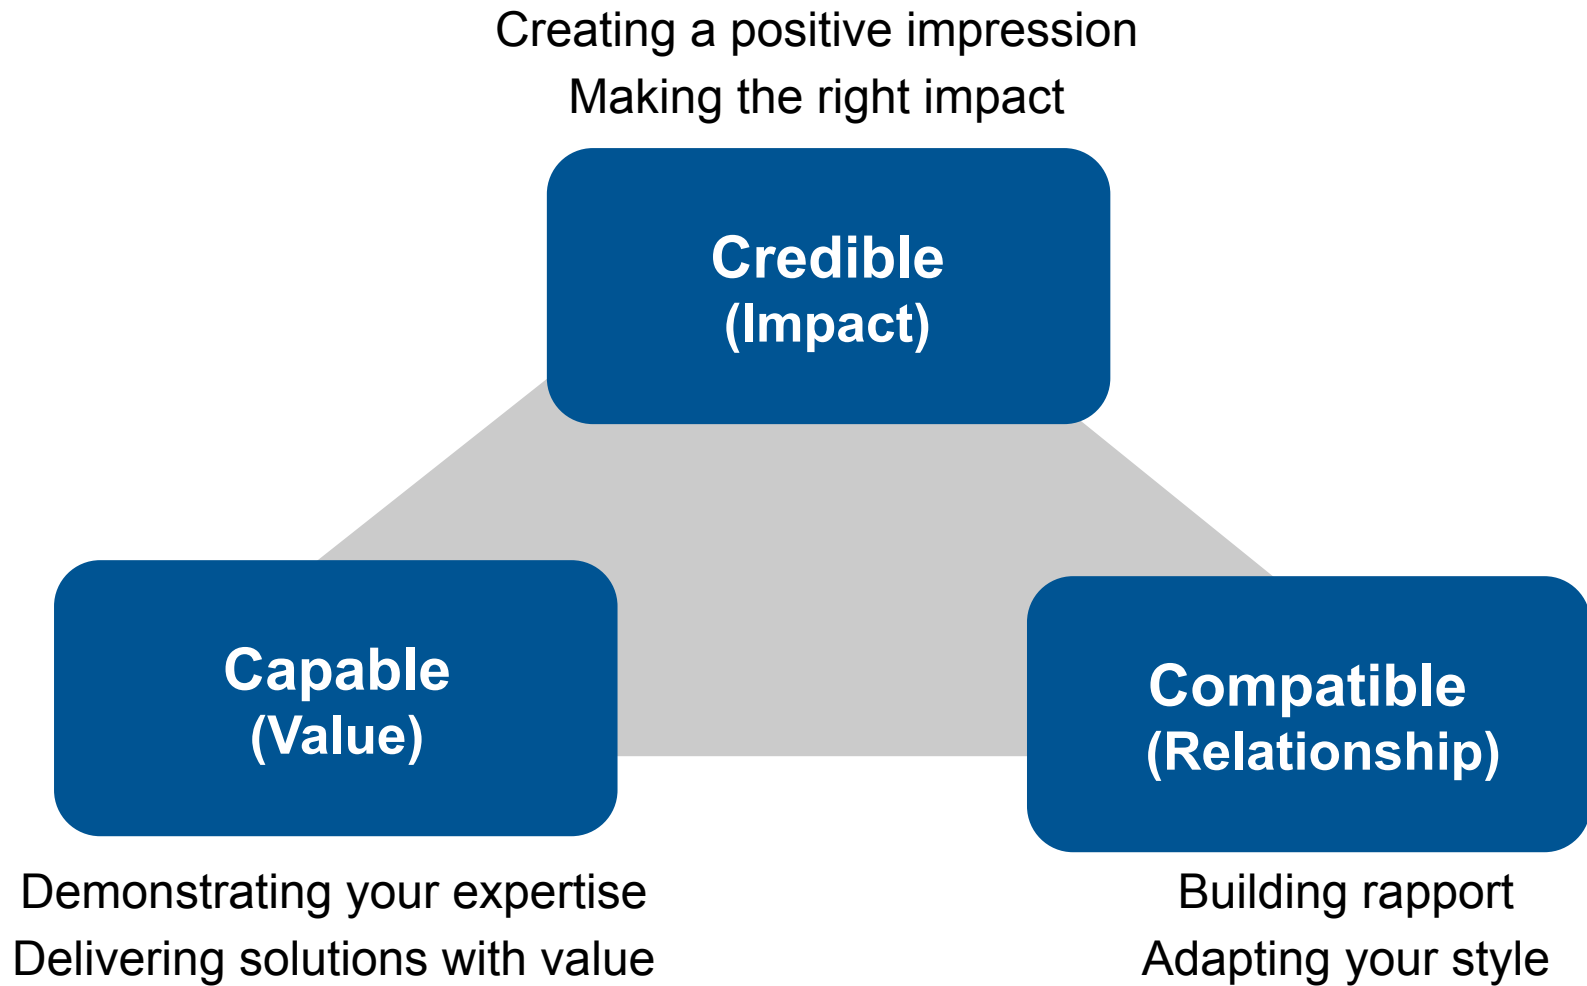 Creating a positive impression
Making the right impact
Credible
(Impact)
Capable
(Value)
Compatible
(Relationship)
Demonstrating your expertise
Delivering solutions with value
Building rapport
Adapting your style